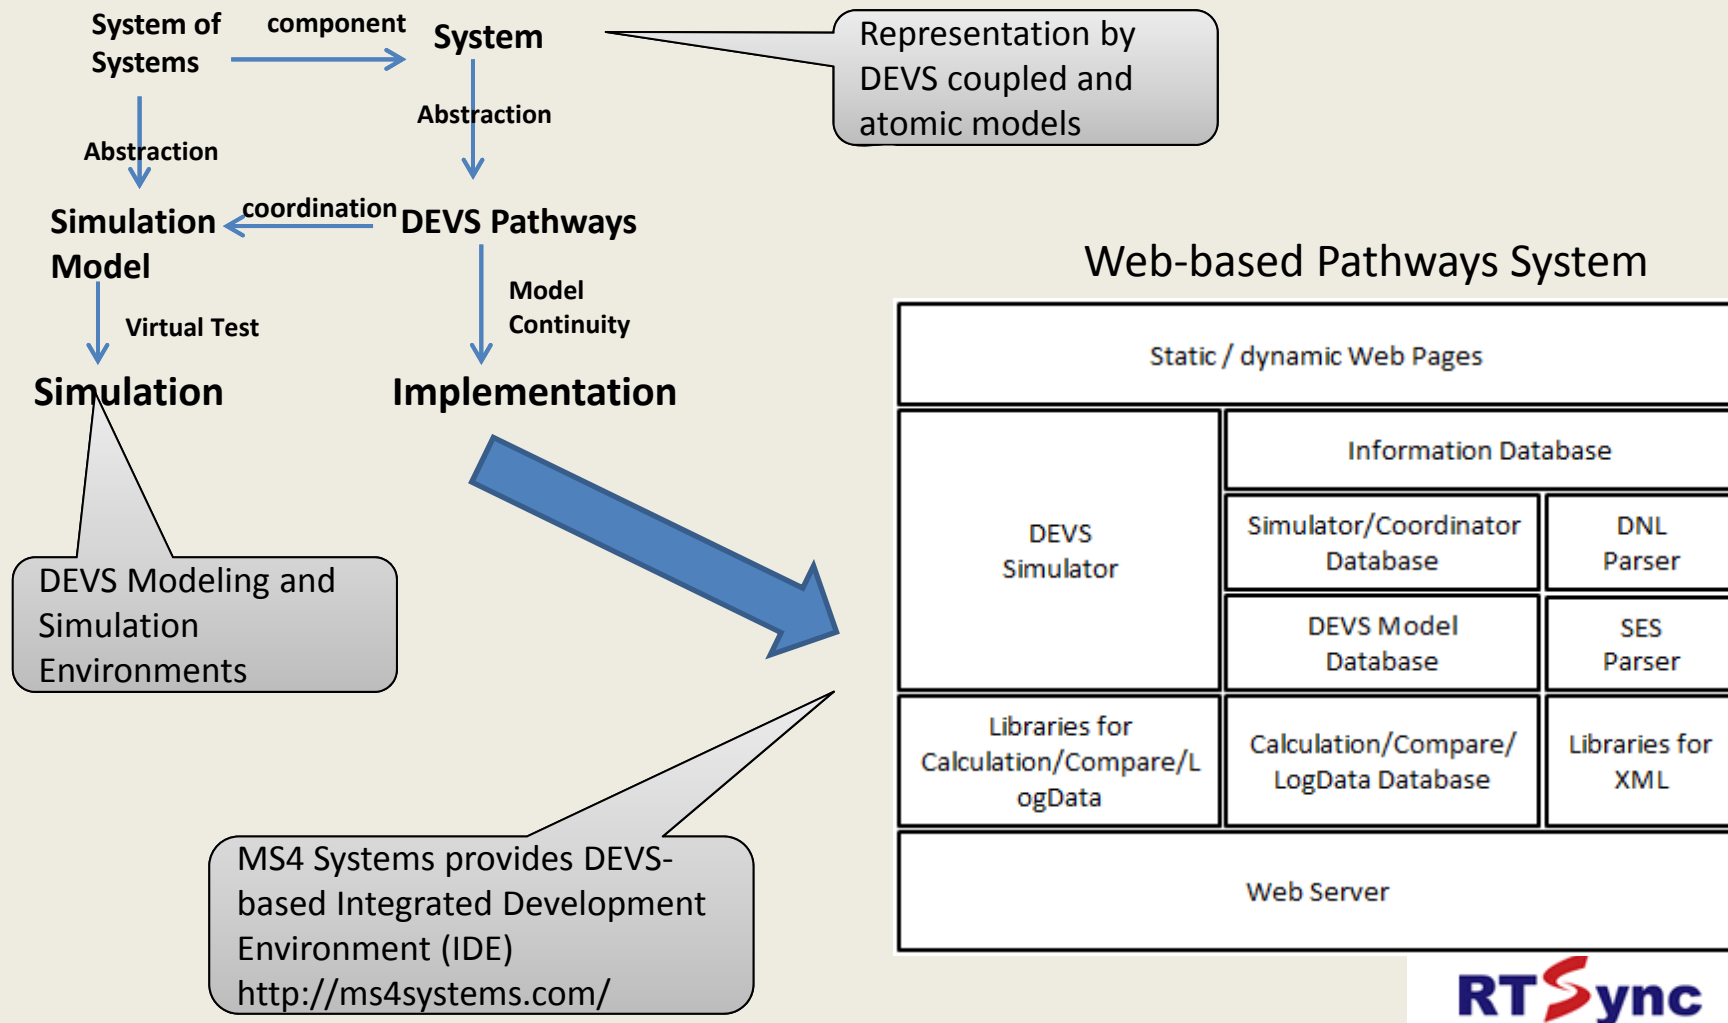 System of
Systems
component
System
Representation by
DEVS coupled and
atomic models
Abstraction
Abstraction
Simulation
Model
coordination
DEVS Pathways
Model
Continuity
Virtual Test
Simulation
Implementation
DEVS Modeling and
Simulation
Environments
MS4 Systems provides DEVS-
based Integrated Development
Environment (IDE)
http://ms4systems.com/
Web-based Pathways System
Static / dynamic Web Pages
DEVS
Simulator
Information Database
Simulator/Coordinator
Database
DNL
Parser
DEVS Model
Database
SES
Parser
Libraries for
Calculation/Compare/L
ogData
Calculation/Compare/
LogData Database
Libraries for
XML
Web Server
RTSync